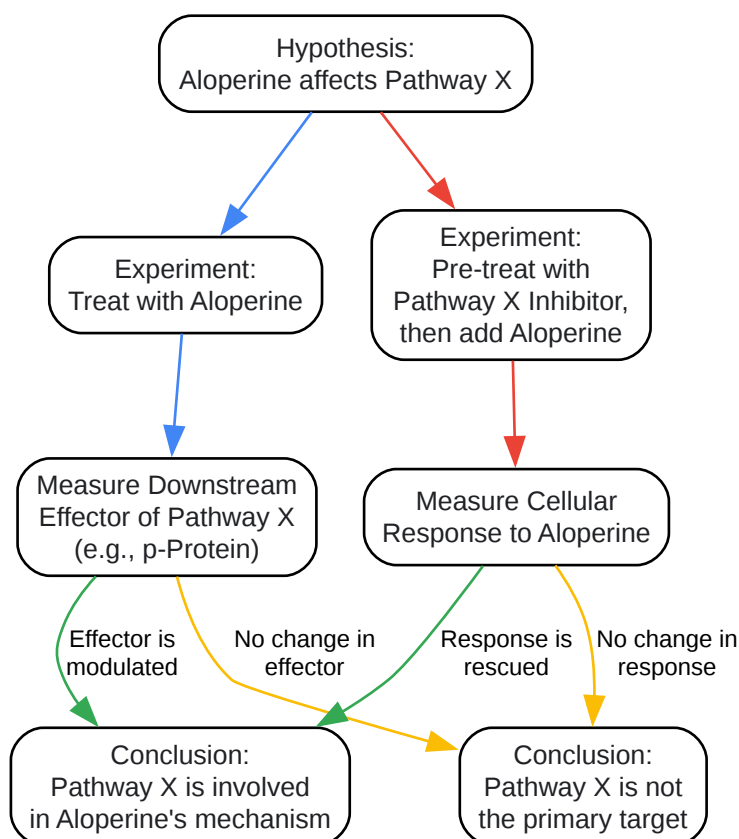 Hypothesis:
Aloperine affects Pathway X
Experiment:
Treat with Aloperine
Experiment:
Pre-treat with
Pathway X Inhibitor,
then add Aloperine
Measure Downstream
Effector of Pathway X
(e.g., p-Protein)
Measure Cellular
Response to Aloperine
Effector is
modulated
No change in
effector
Response is
rescued
No change in
response
Conclusion:
Pathway X is involved
in Aloperine's mechanism
Conclusion:
Pathway X is not
the primary target